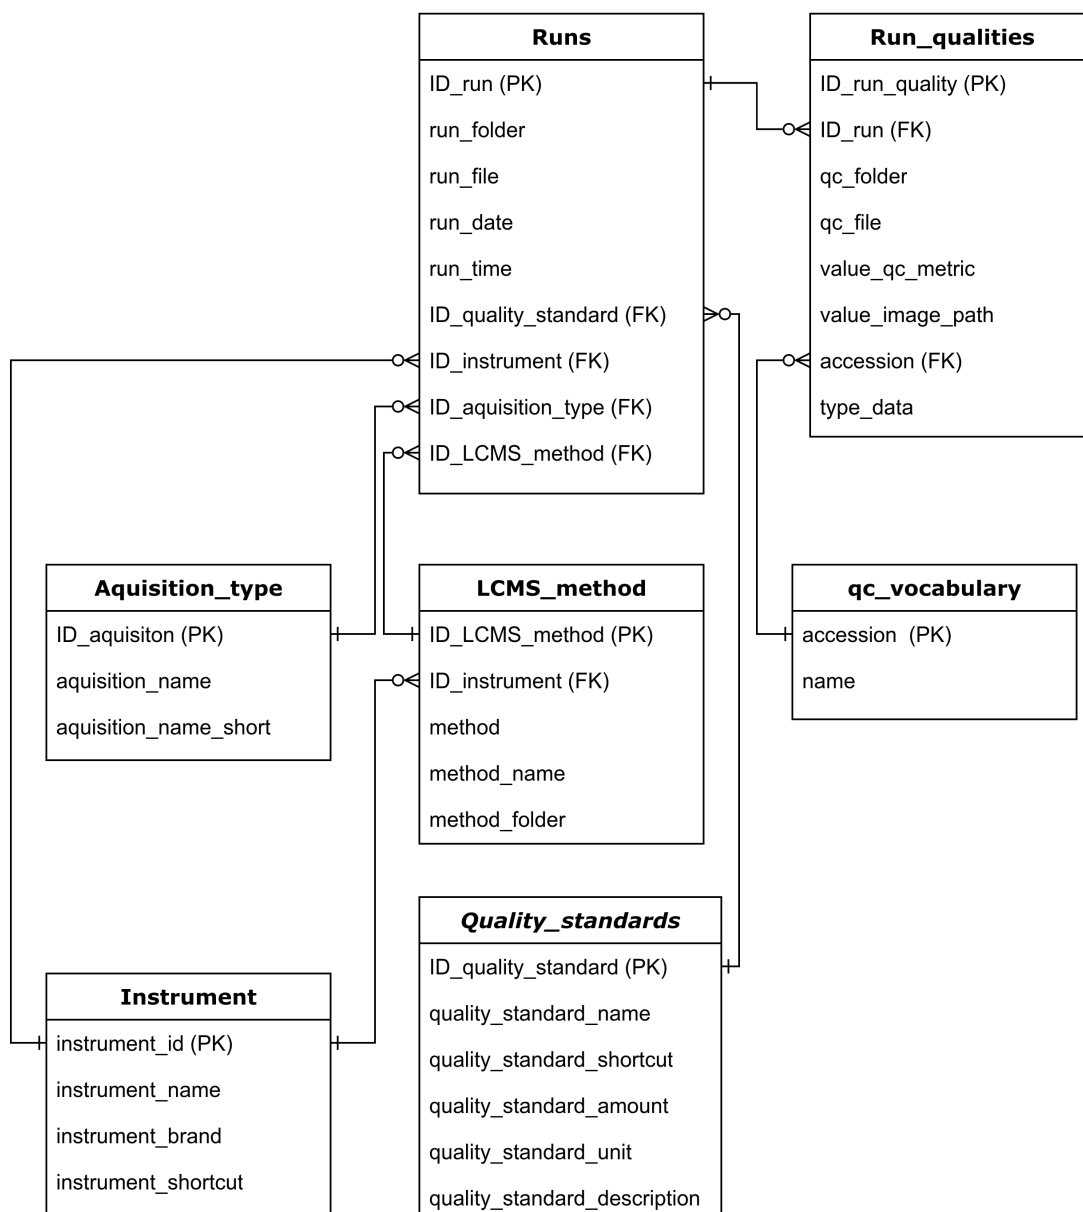 Runs
ID_run (PK)
run_folder
run_file
run_date
run_time
ID_quality_standard (FK)
ID_instrument (FK)
ID_aquisition_type (FK)
ID_LCMS_method (FK)
Run_qualities
ID_run_quality (PK)
ID_run (FK)
qc_folder
qc_file
value_qc_metric
value_image_path
accession (FK)
type_data
Aquisition_type
ID_aquisiton (PK)
aquisition_name
aquisition_name_short
LCMS_method
ID_LCMS_method (PK)
ID_instrument (FK)
method
method_name
method_folder
qc_vocabulary
accession  (PK)
name
Instrument
instrument_id (PK)
instrument_name
instrument_brand
instrument_shortcut
Quality_standards
ID_quality_standard (PK)
quality_standard_name
quality_standard_shortcut
quality_standard_amount
quality_standard_unit
quality_standard_description